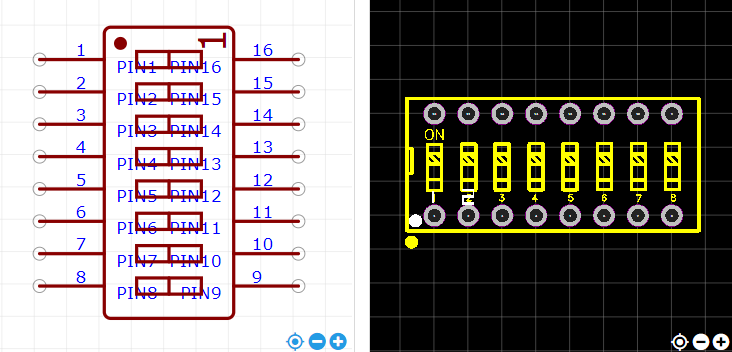 1
1 PIN1 PIN16 16
2 PIN2 PIN15 15
3 PIN3 PIN14 14
4 PIN4 PIN13 13
5 PIN5 PIN12 12
6 PIN6 PIN11 11
7 PIN7 PIN10 10
8 PIN8 PIN9 9
ON
1 2 3 4 5 6 7 8